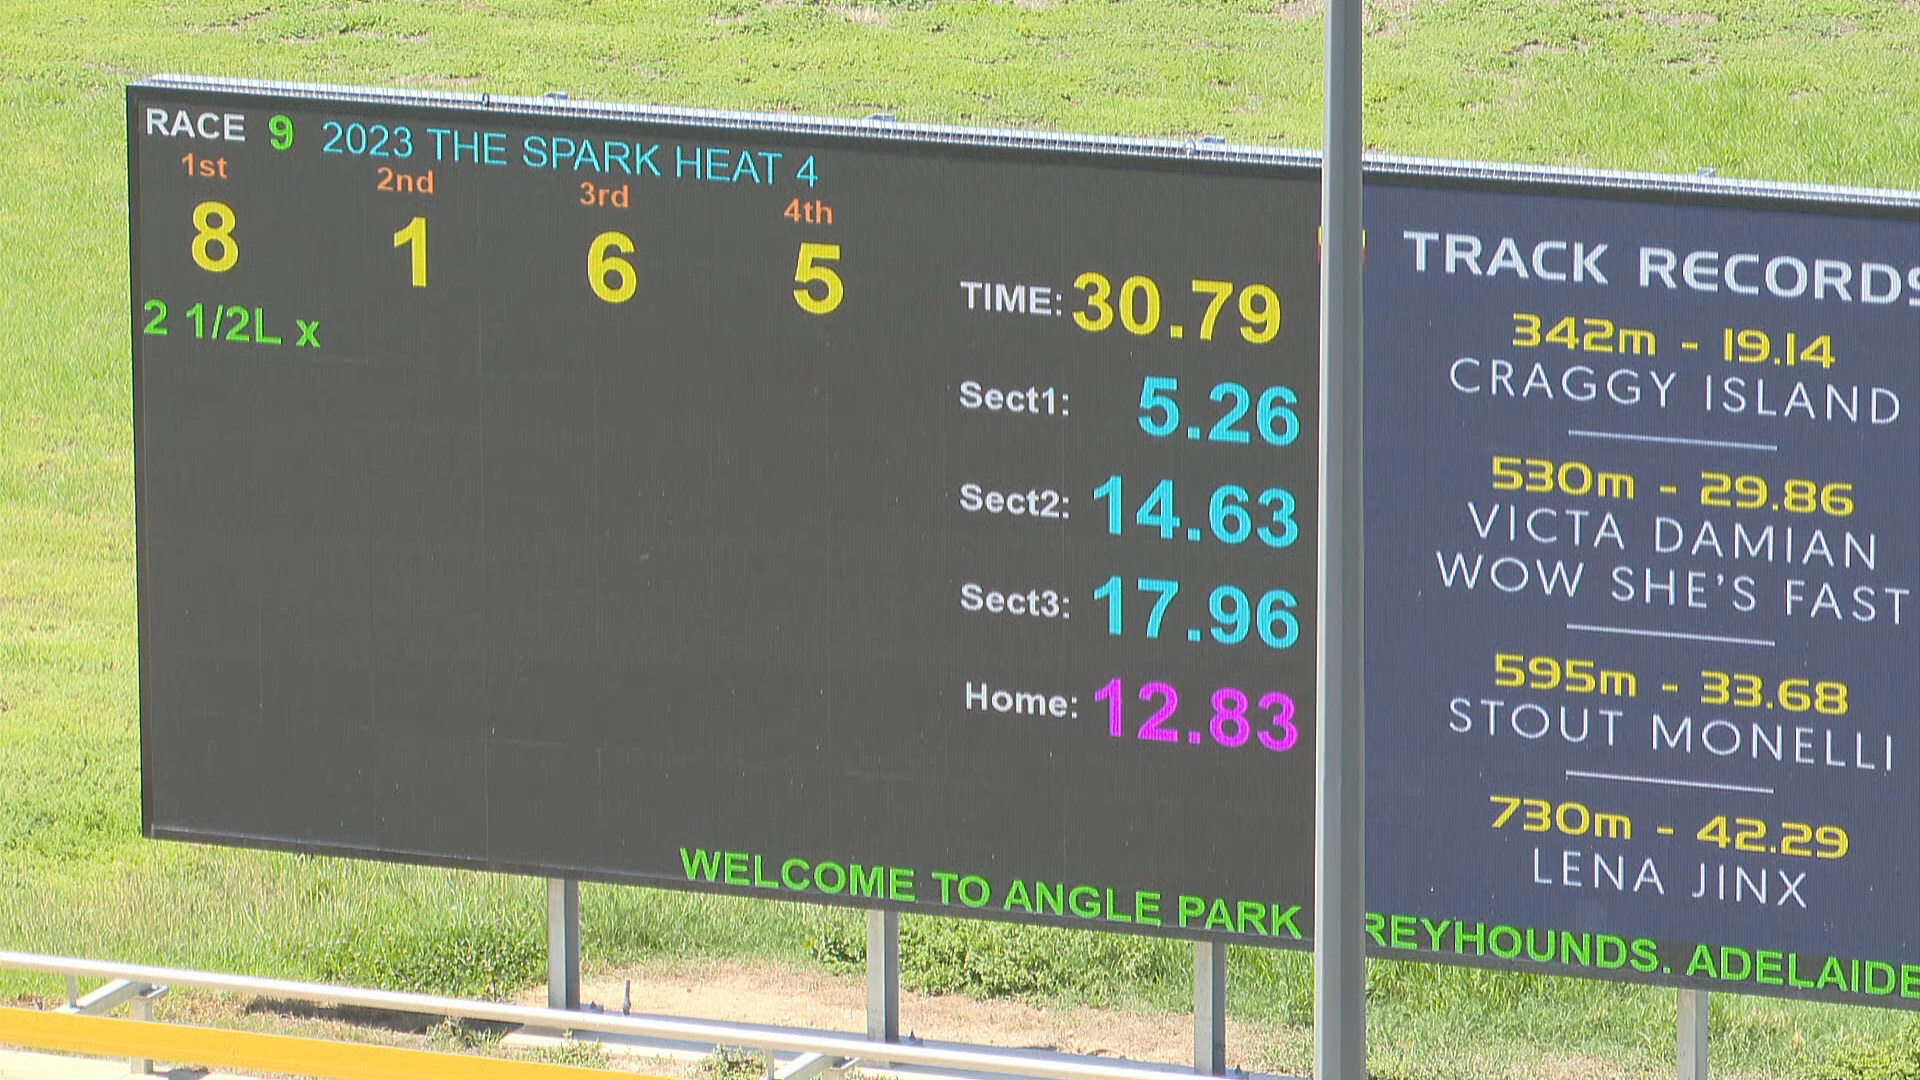 RACE 9 2023 THE SPARK HEAT 4
1st 2nd 3rd 4th
8 1 6 5
2 1/2L x
TIME: 30.79
Sect1: 5.26
Sect2: 14.63
Sect3: 17.96
Home: 12.83
TRACK RECORDS
342m - 19.14
CRAGGY ISLAND
530m - 29.86
VICTA DAMIAN
WOW SHE'S FAST
595m - 33.68
STOUT MONELLI
730m - 42.29
LENA JINX
WELCOME TO ANGLE PARK REYHOUNDS. ADELAIDE